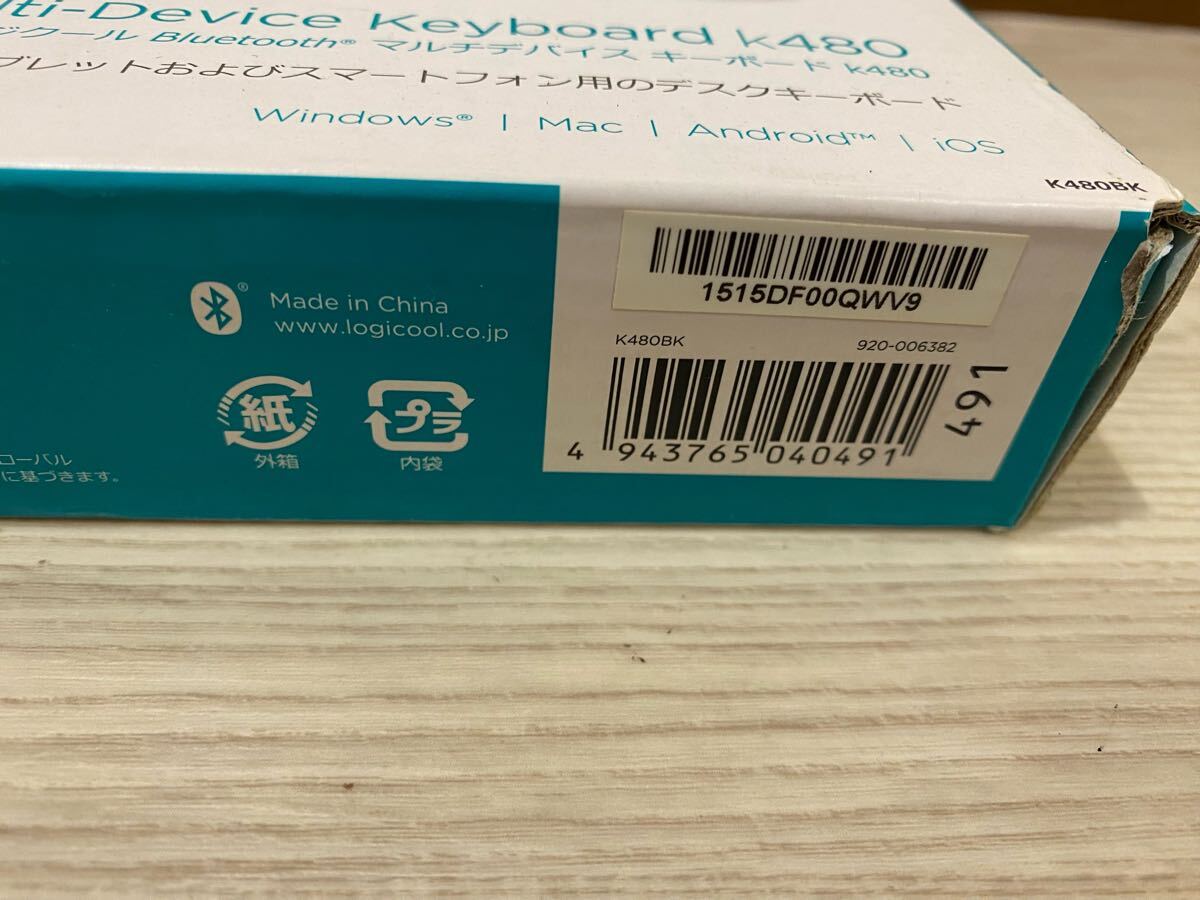 lti-Device Keyboard K480
ジクール Bluetooth® マルチデバイス キーボード K480
ブレットおよびスマートフォン用のデスクキーボード
Windows® | Mac | Android™ | iOS
K480BK
1515DF00QWV9
K480BK 920-006382
4 943765 040491
491
®
Made in China
www.logicool.co.jp
紙
外箱
プラ
内袋
ローバル
に基づきます。